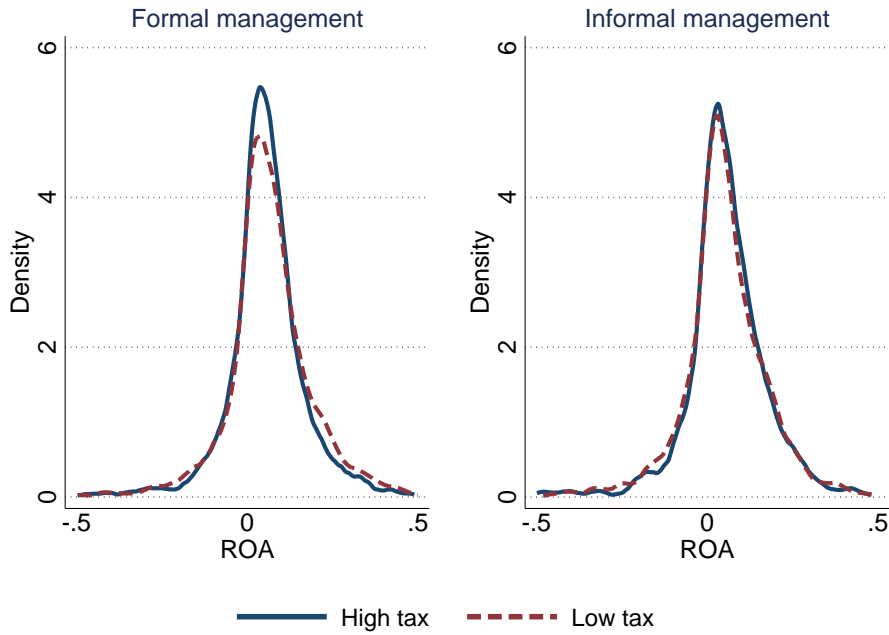 Formal management
Informal management
6
4
2
0
Density
-.5
0
.5
ROA
6
4
2
0
Density
-.5
0
.5
ROA
High tax
Low tax